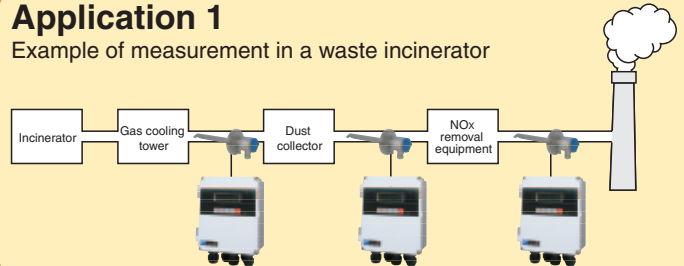 Application 1
Example of measurement in a waste incinerator
Incinerator
Gas cooling
tower
Dust
collector
NOx
removal
equipment